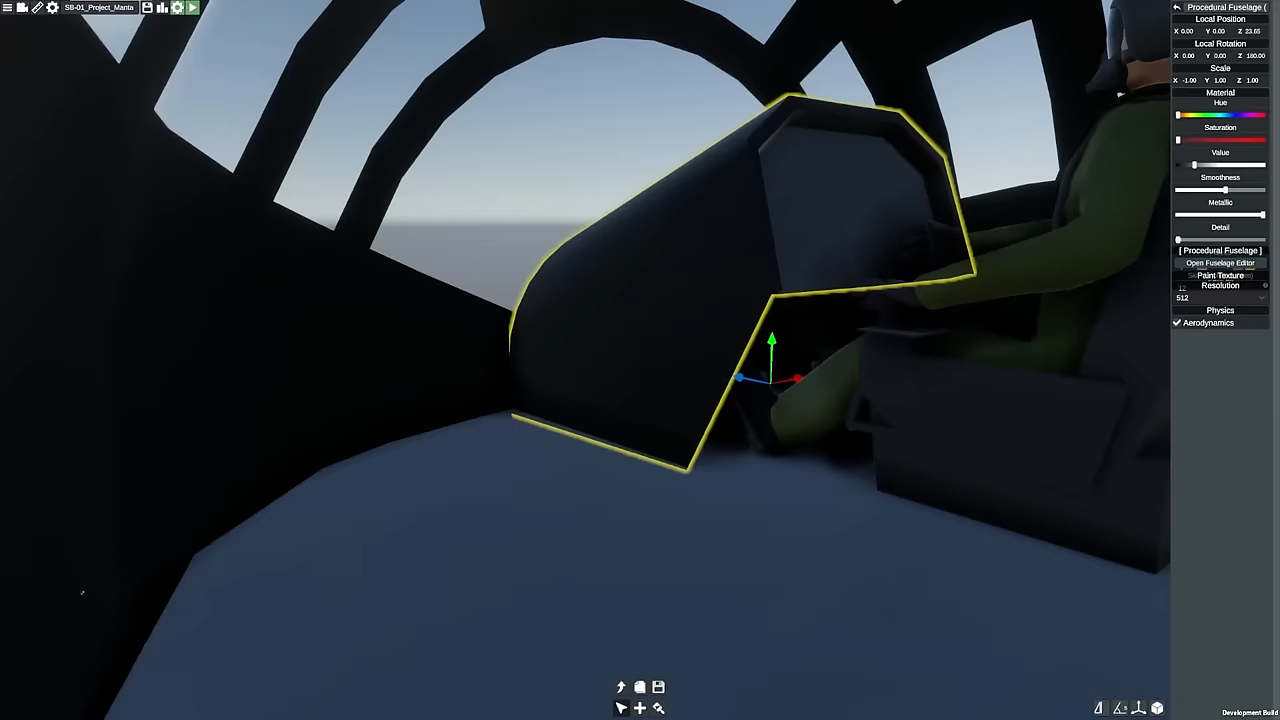 SB-01_Project_Manta
Procedural Fuselage (
Local Position
X 0.00 Y 0.00 Z 23.65
Local Rotation
X 0.00 Y 0.00 Z 180.00
Scale
X -1.00 Y 1.00 Z 1.00
Material
Hue
Saturation
Value
Smoothness
Metallic
Detail
[ Procedural Fuselage ]
Open Fuselage Editor
Paint Texture
Resolution
12
512
Physics
Aerodynamics
Development Build